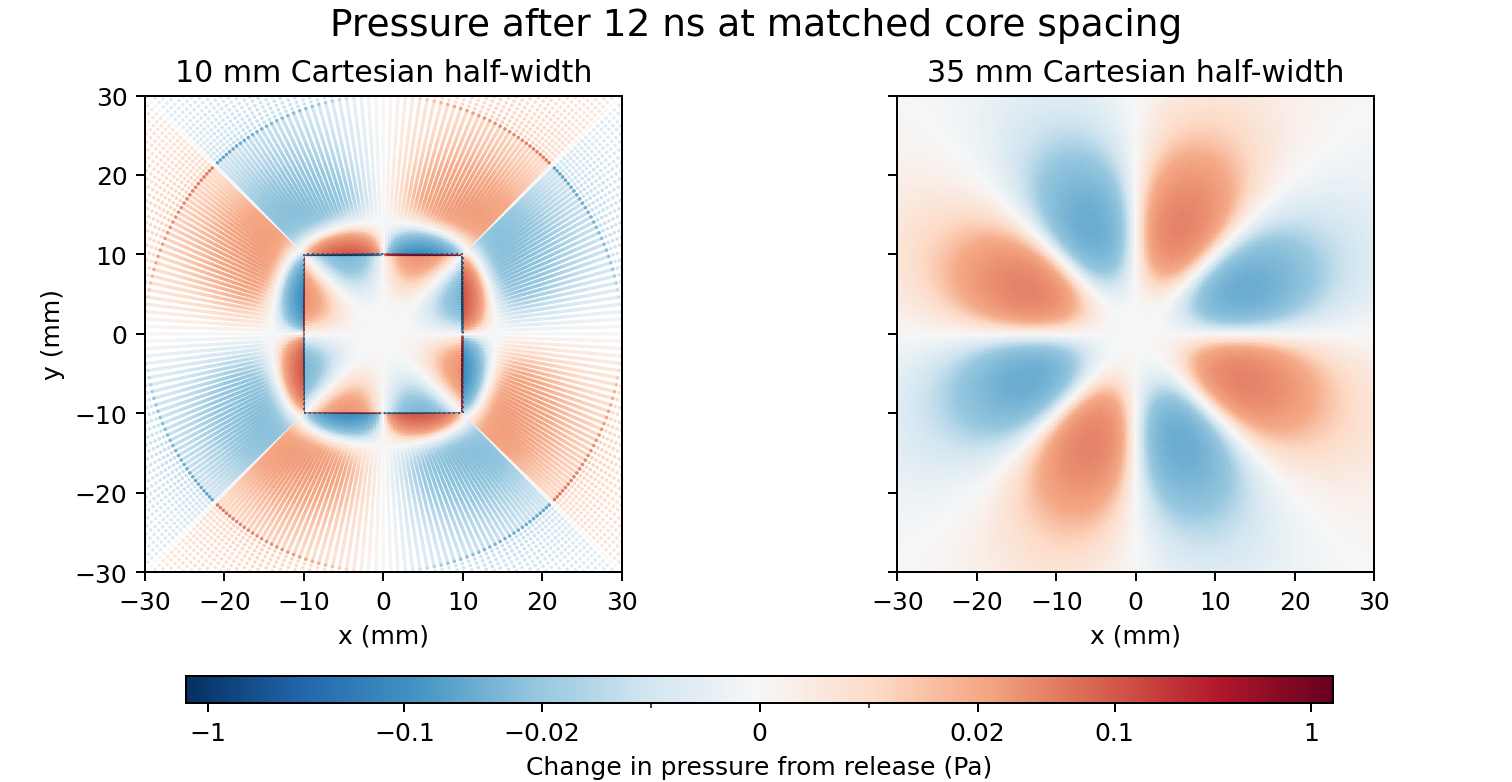 Pressure after 12 ns at matched core spacing
10 mm Cartesian half-width
35 mm Cartesian half-width
30
20
10
0
−10
−20
−30
y (mm)
−30 −20 −10 0 10 20 30
−30 −20 −10 0 10 20 30
x (mm)
x (mm)
−1 −0.1 −0.02 0 0.02 0.1 1
Change in pressure from release (Pa)